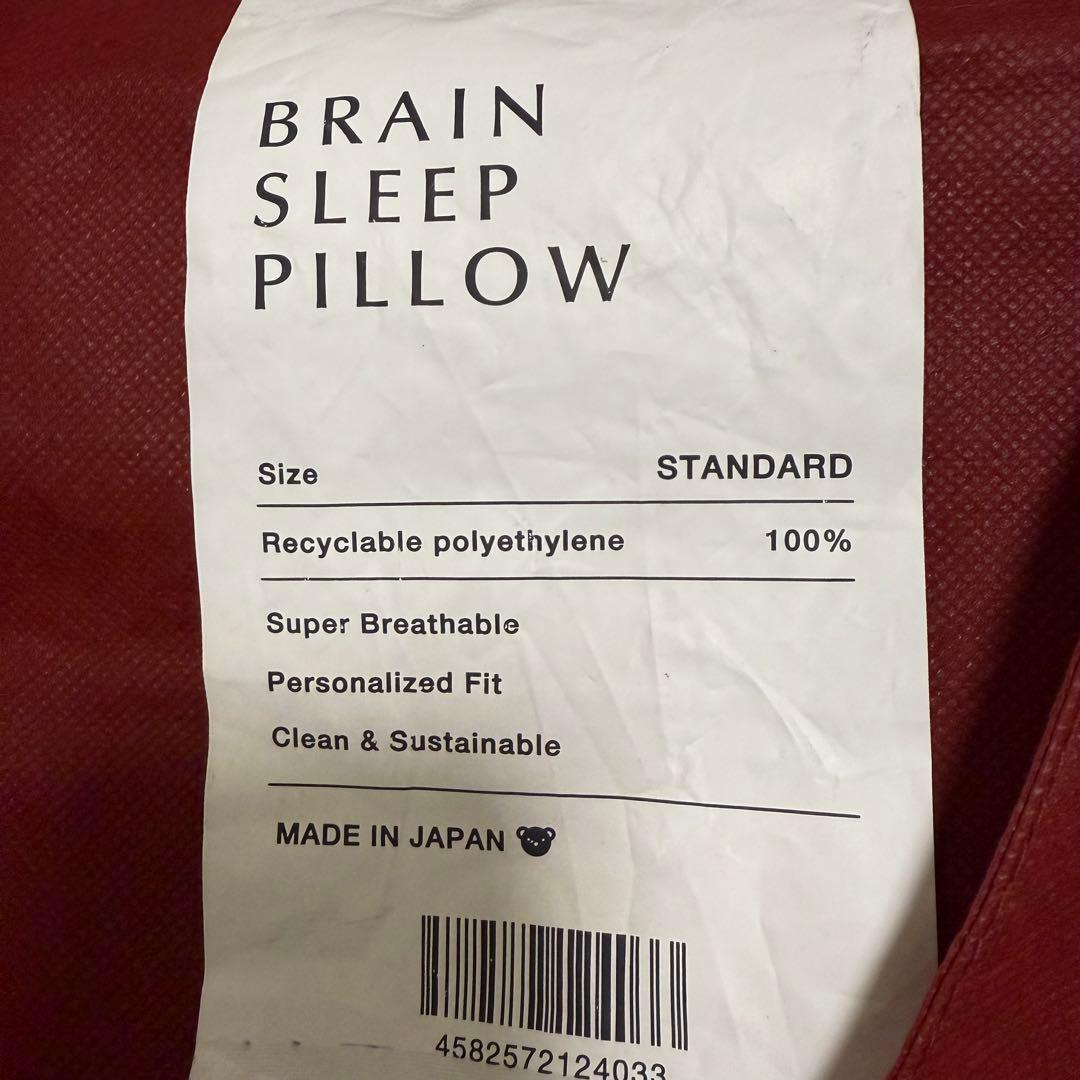 BRAIN
SLEEP
PILLOW
Size STANDARD
Recyclable polyethylene 100%
Super Breathable
Personalized Fit
Clean & Sustainable
MADE IN JAPAN
4582572124033